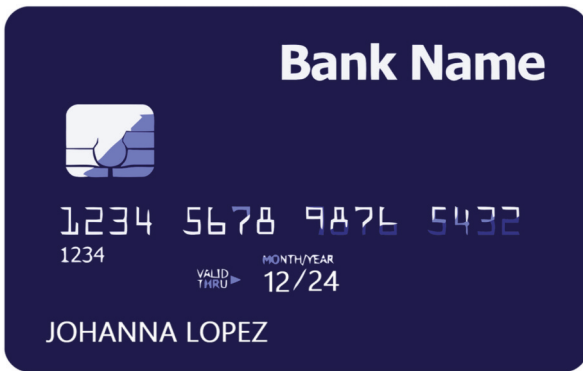 Bank Name
1234 5678 9876 5432
1234
MONTH/YEAR
VALID THRU 12/24
JOHANNA LOPEZ